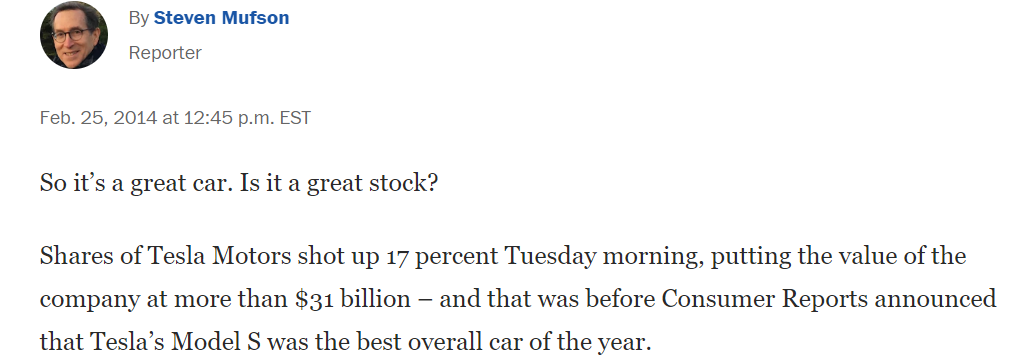 By Steven Mufson
Reporter
Feb. 25, 2014 at 12:45 p.m. EST
So it’s a great car. Is it a great stock?
Shares of Tesla Motors shot up 17 percent Tuesday morning, putting the value of the
company at more than $31 billion – and that was before Consumer Reports announced
that Tesla’s Model S was the best overall car of the year.